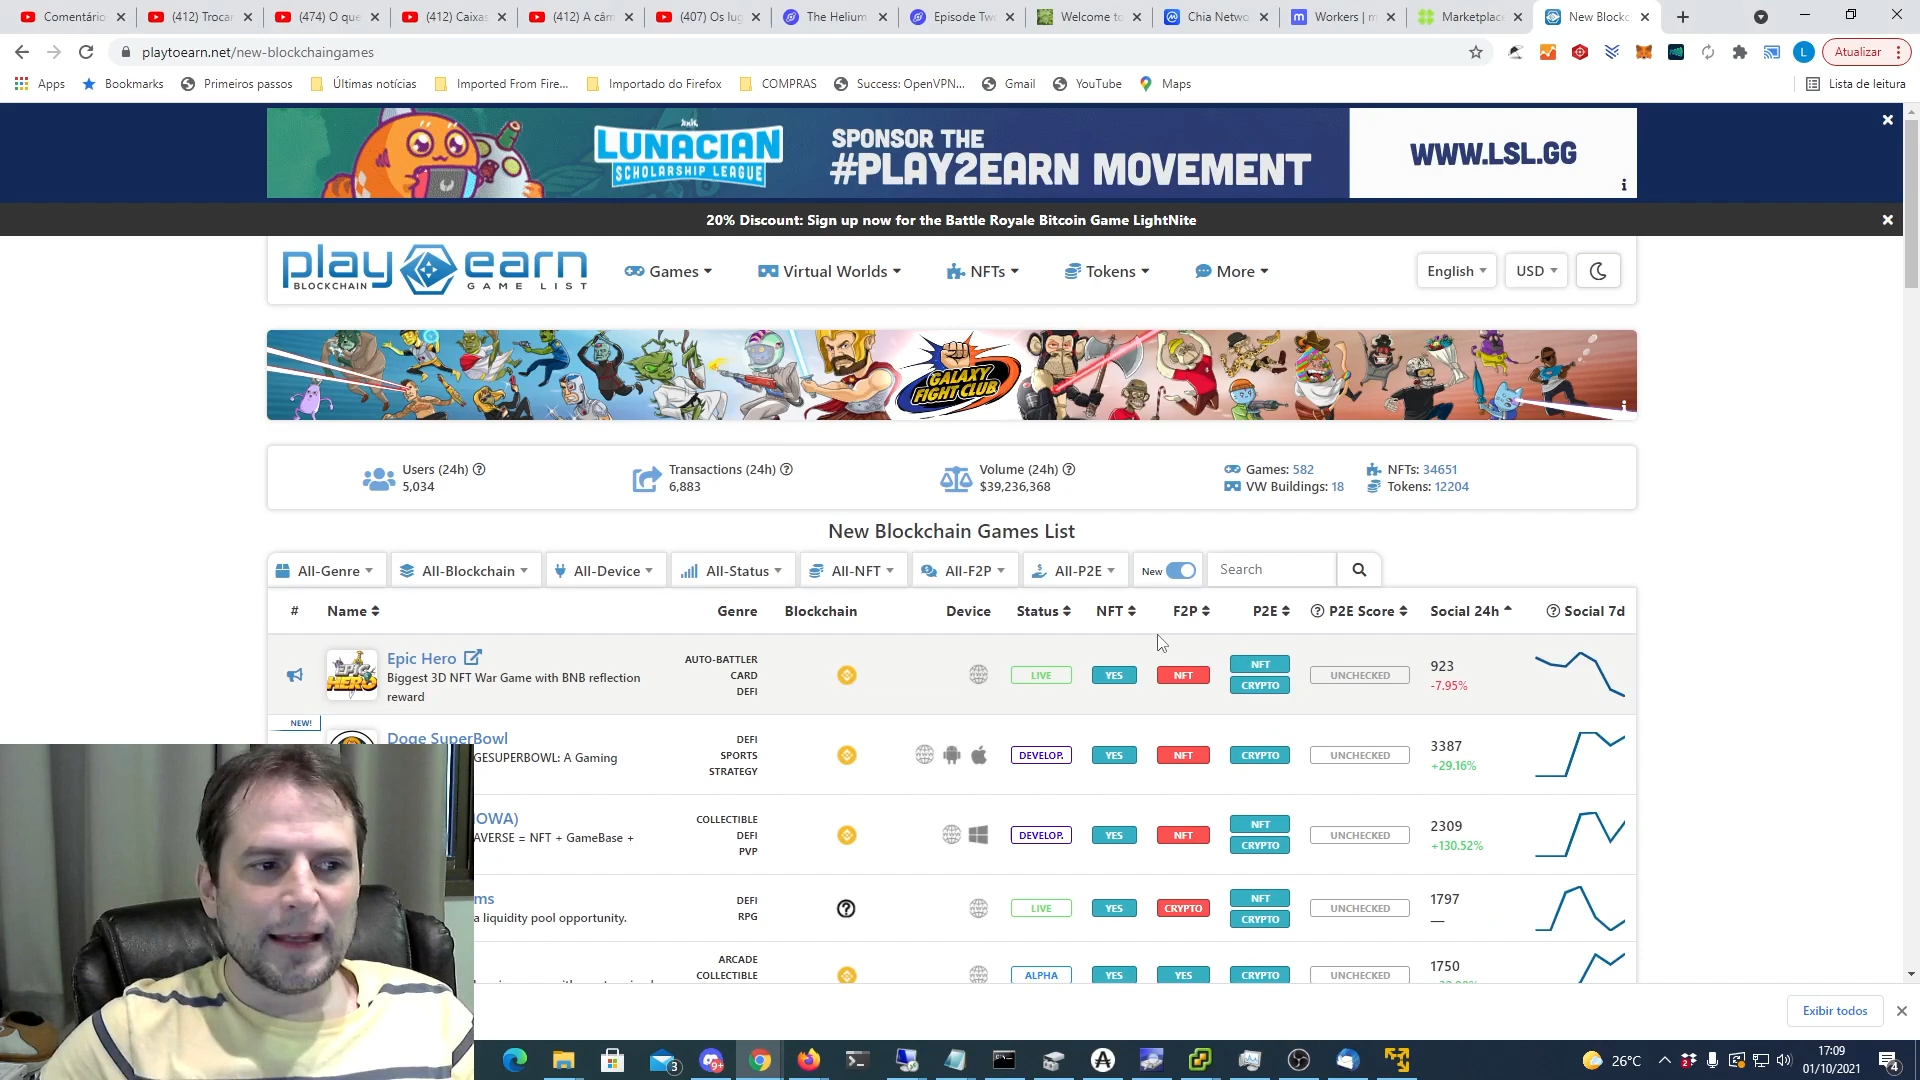 Comentário
(412) Trocar
(474) O que
(412) Caixas
(412) A câm
(407) Os lug
The Helium
Episode Two
Welcome to
Chia Netwo
Workers | m
Marketplace
New Blockc
playtoearn.net/new-blockchaingames
Atualizar
Apps
Bookmarks
Primeiros passos
Últimas notícias
Imported From Fire...
Importado do Firefox
COMPRAS
Success: OpenVPN...
Gmail
YouTube
Maps
Lista de leitura
LUNACIAN
SCHOLARSHIP LEAGUE
SPONSOR THE
#PLAY2EARN MOVEMENT
WWW.LSL.GG
20% Discount: Sign up now for the Battle Royale Bitcoin Game LightNite
play earn
BLOCKCHAIN GAME LIST
Games
Virtual Worlds
NFTs
Tokens
More
English
USD
GALAXY
FIGHT CLUB
Users (24h)
5,034
Transactions (24h)
6,883
Volume (24h)
$39,236,368
Games: 582
VW Buildings: 18
NFTs: 34651
Tokens: 12204
New Blockchain Games List
All-Genre
All-Blockchain
All-Device
All-Status
All-NFT
All-F2P
All-P2E
New
Search
# Name Genre Blockchain Device Status NFT F2P P2E P2E Score Social 24h Social 7d
EPIC
HERO
Epic Hero
Biggest 3D NFT War Game with BNB reflection
reward
AUTO-BATTLER
CARD
DEFI
LIVE
YES
NFT
NFT
CRYPTO
UNCHECKED
923
-7.95%
NEW!
Doge SuperBowl
GESUPERBOWL: A Gaming
DEFI
SPORTS
STRATEGY
DEVELOP.
YES
NFT
CRYPTO
UNCHECKED
3387
+29.16%
OWA)
AVERSE = NFT + GameBase +
COLLECTIBLE
DEFI
PVP
DEVELOP.
YES
NFT
NFT
CRYPTO
UNCHECKED
2309
+130.52%
ms
a liquidity pool opportunity.
DEFI
RPG
LIVE
YES
CRYPTO
NFT
CRYPTO
UNCHECKED
1797
—
ARCADE
COLLECTIBLE
ALPHA
YES
YES
CRYPTO
UNCHECKED
1750
Exibir todos
3
9+
26°C
17:09
01/10/2021
4